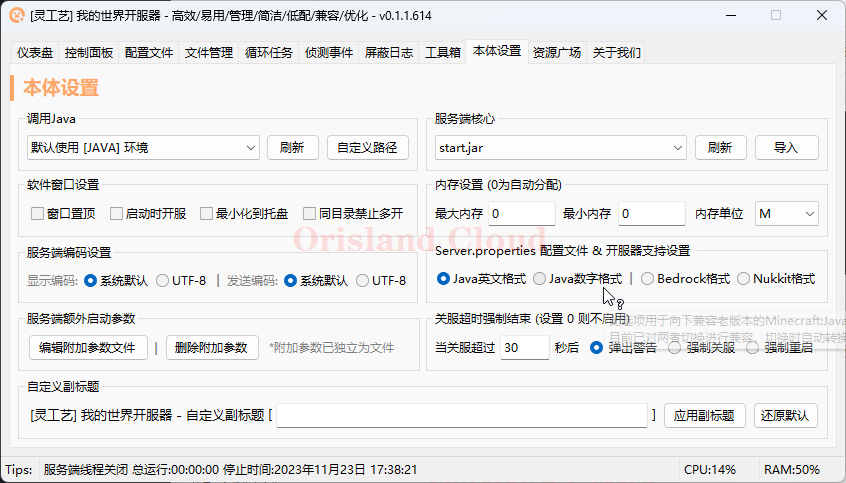 [灵工艺] 我的世界开服器 - 高效/易用/管理/简洁/低配/兼容/优化 - v0.1.1.614
仪表盘 控制面板 配置文件 文件管理 循环任务 侦测事件 屏蔽日志 工具箱 本体设置 资源广场 关于我们
本体设置
调用Java
默认使用 [JAVA] 环境 刷新 自定义路径
服务端核心
start.jar 刷新 导入
软件窗口设置
窗口置顶 启动时开服 最小化到托盘 同目录禁止多开
内存设置 (0为自动分配)
最大内存 0 最小内存 0 内存单位 M
Orisland Cloud
服务端编码设置
显示编码: 系统默认 UTF-8 | 发送编码: 系统默认 UTF-8
Server.properties 配置文件 & 开服器支持设置
Java英文格式 Java数字格式 | Bedrock格式 Nukkit格式
选项用于向下兼容老版本的Minecraft:Java
目前已对两者切换进行兼容，切换时自动转换
服务端额外启动参数
编辑附加参数文件 | 删除附加参数 *附加参数已独立为文件
关服超时强制结束 (设置 0 则不启用)
当关服超过 30 秒后 弹出警告 强制关服 强制重启
自定义副标题
[灵工艺] 我的世界开服器 - 自定义副标题 [ ] 应用副标题 还原默认
Tips: 服务端线程关闭 总运行:00:00:00 停止时间:2023年11月23日 17:38:21 CPU:14% RAM:50%